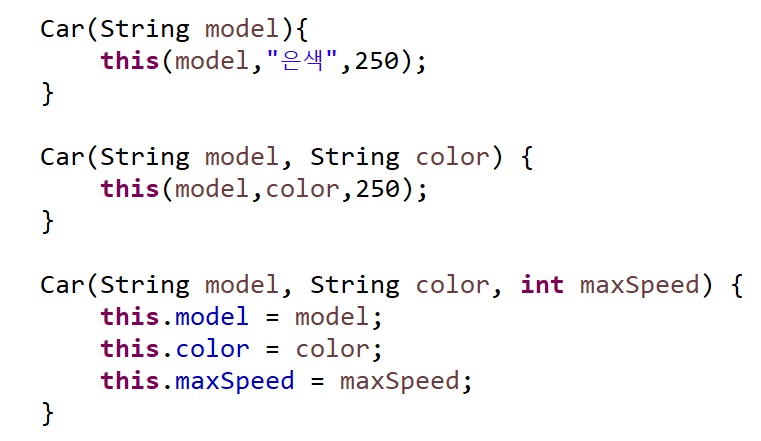 Car(String model){
    this(model,"은색",250);
}

Car(String model, String color) {
    this(model,color,250);
}

Car(String model, String color, int maxSpeed) {
    this.model = model;
    this.color = color;
    this.maxSpeed = maxSpeed;
}